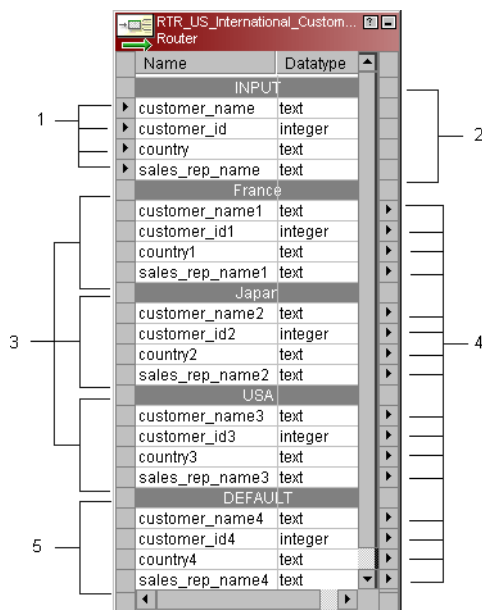 RTR_US_International_Custom...
Router
Name Datatype
INPUT
1
customer_name text
customer_id integer
2
country text
sales_rep_name text
France
customer_name1 text
customer_id1 integer
country1 text
sales_rep_name1 text
Japan
customer_name2 text
customer_id2 integer
3
4
country2 text
sales_rep_name2 text
USA
customer_name3 text
customer_id3 integer
country3 text
sales_rep_name3 text
DEFAULT
customer_name4 text
customer_id4 integer
5
country4 text
sales_rep_name4 text